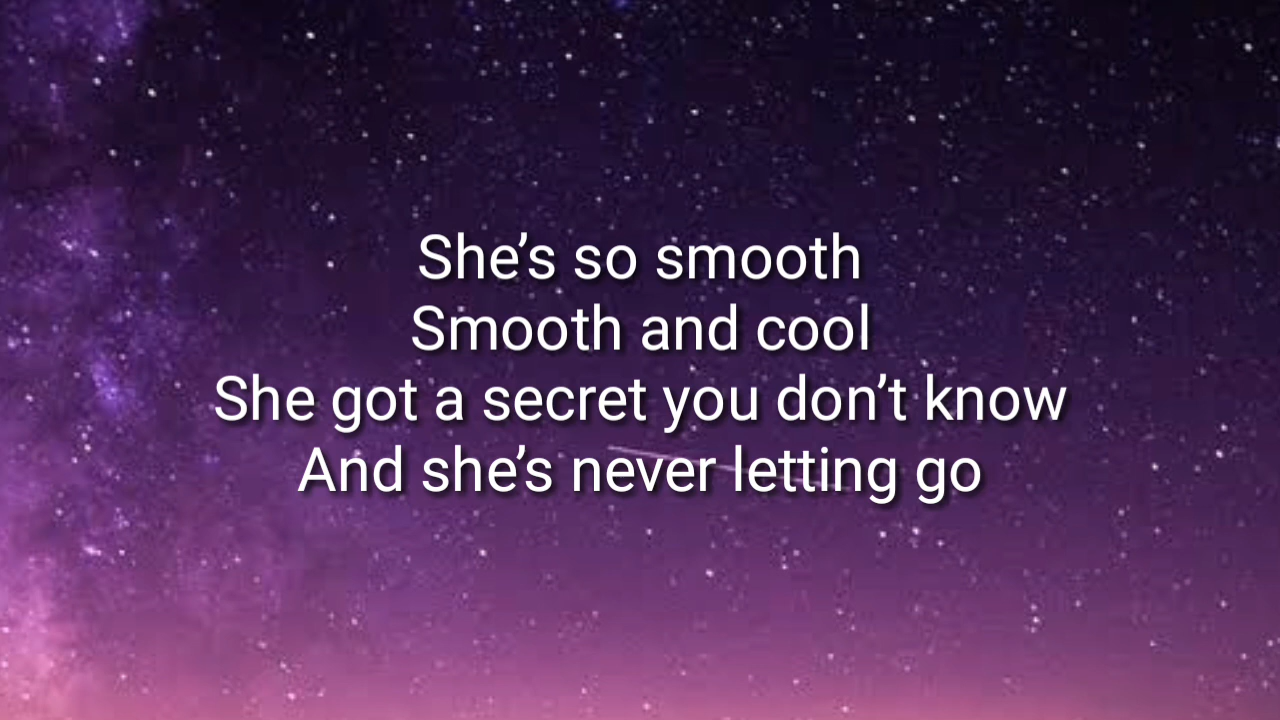 She’s so smooth
Smooth and cool
She got a secret you don’t know
And she’s never letting go